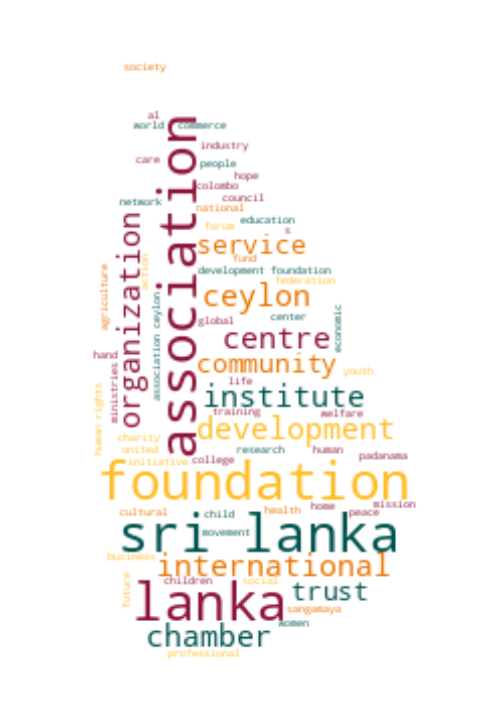 society
al
world
commerce
industry
care
people
hope
colombo
network
council
national
education
organization
association
forum
s
service
action
fund
agriculture
development foundation
federation
association ceylon
ceylon
center
economic
global
centre
hand
ministries
community
youth
life
institute
human rights
training
welfare
development
charity
united
research
human
padanama
initiative
college
foundation
cultural
child
health
home
mission
peace
sri lanka
movement
business
international
future
children
social
trust
lanka
sangamaya
women
chamber
professional